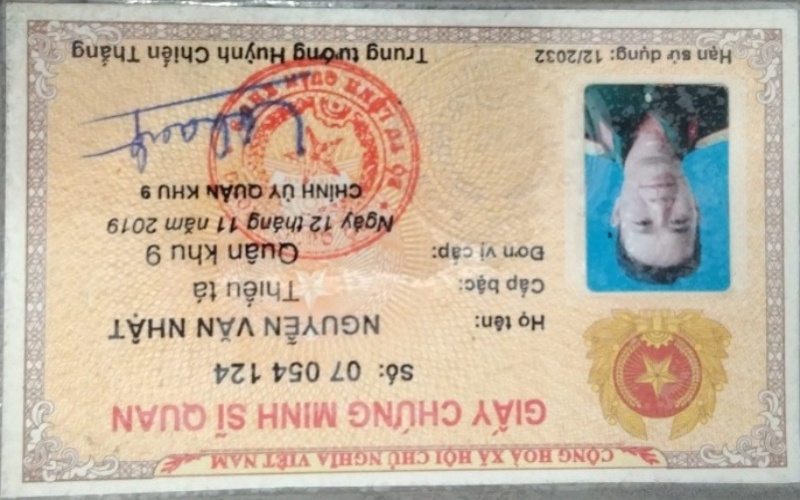 CỘNG HOÀ XÃ HỘI CHỦ NGHĨA VIỆT NAM
GIẤY CHỨNG MINH SĨ QUAN
Số: 07 054 124
Họ tên: NGUYỄN VĂN NHẬT
Cấp bậc: Thiếu tá
Đơn vị cấp: Quân khu 9
Ngày 12 tháng 11 năm 2019
CHÍNH ỦY QUÂN KHU 9
Hạn sử dụng: 12/2032
Trung tướng Huỳnh Chiến Thắng